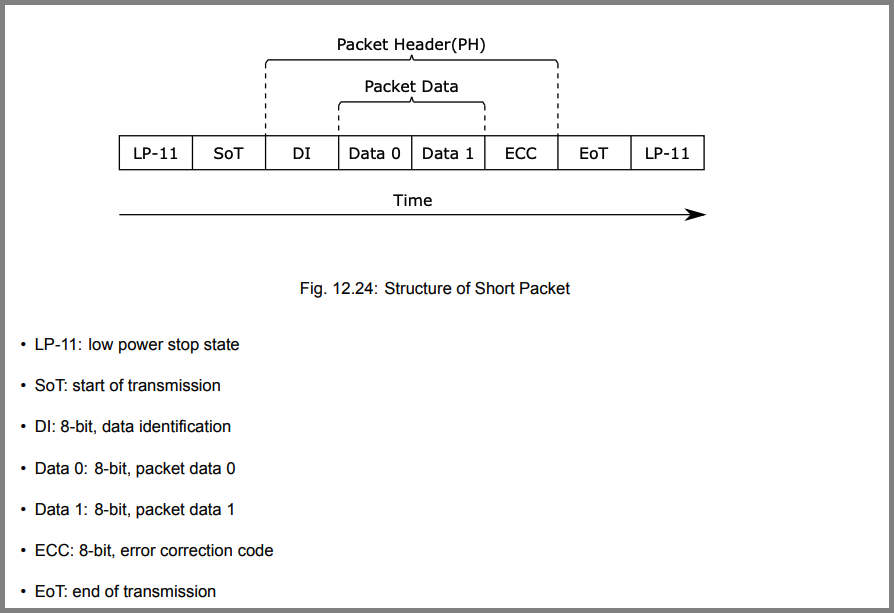 Packet Header(PH)
Packet Data
LP-11 SoT DI Data 0 Data 1 ECC EoT LP-11
Time
Fig. 12.24: Structure of Short Packet
• LP-11: low power stop state
• SoT: start of transmission
• DI: 8-bit, data identification
• Data 0: 8-bit, packet data 0
• Data 1: 8-bit, packet data 1
• ECC: 8-bit, error correction code
• EoT: end of transmission